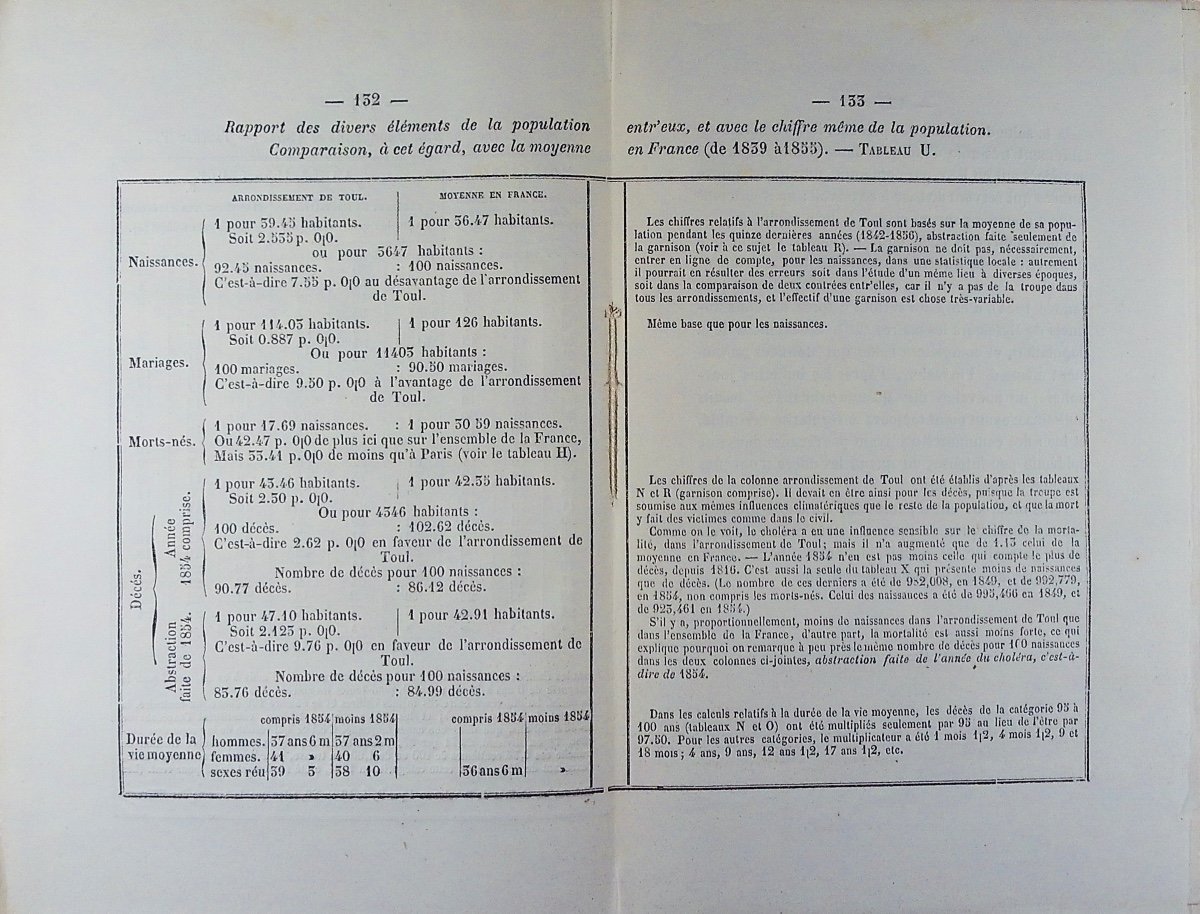 — 132 —
Rapport des divers éléments de la population
Comparaison, à cet égard, avec la moyenne
ARRONDISSEMENT DE TOUL. MOYENNE EN FRANCE.
Naissances.
1 pour 39.45 habitants. 1 pour 36.47 habitants.
Soit 2.535 p. 0|0.
ou pour 3647 habitants :
92.45 naissances. : 100 naissances.
C'est-à-dire 7.55 p. 0|0 au désavantage de l'arrondissement
de Toul.
Mariages.
1 pour 114.03 habitants. 1 pour 126 habitants.
Soit 0.887 p. 0|0.
Ou pour 11403 habitants :
100 mariages. : 90.50 mariages.
C'est-à-dire 9.50 p. 0|0 à l'avantage de l'arrondissement
de Toul.
Morts-nés.
1 pour 17.69 naissances. : 1 pour 30 59 naissances.
Ou 42.47 p. 0|0 de plus ici que sur l'ensemble de la France,
Mais 33.41 p. 0|0 de moins qu'à Paris (voir le tableau H).
Décès.
Année
1854 comprise.
1 pour 43.46 habitants. 1 pour 42.35 habitants.
Soit 2.30 p. 0|0.
Ou pour 4346 habitants :
100 décès. : 102.62 décès.
C'est-à-dire 2.62 p. 0|0 en faveur de l'arrondissement de
Toul.
Nombre de décès pour 100 naissances :
90.77 décès. : 86.12 décès.
Abstraction
faite de 1854.
1 pour 47.10 habitants. 1 pour 42.91 habitants.
Soit 2.123 p. 0|0.
C'est-à-dire 9.76 p. 0|0 en faveur de l'arrondissement de
Toul.
Nombre de décès pour 100 naissances :
83.76 décès. : 84.99 décès.
compris 1854 moins 1854 compris 1854 moins 1854
Durée de la
vie moyenne
hommes. 37 ans 6 m 37 ans 2 m
femmes. 41 » 40 6
sexes réu 39 3 38 10 36 ans 6 m »
— 133 —
entr'eux, et avec le chiffre même de la population.
en France (de 1839 à 1855). — TABLEAU U.
Les chiffres relatifs à l'arrondissement de Toul sont basés sur la moyenne de sa popu-
lation pendant les quinze dernières années (1842-1856), abstraction faite seulement de
la garnison (voir à ce sujet le tableau R). — La garnison ne doit pas, nécessairement,
entrer en ligne de compte, pour les naissances, dans une statistique locale : autrement
il pourrait en résulter des erreurs soit dans l'étude d'un même lieu à diverses époques,
soit dans la comparaison de deux contrées entr'elles, car il n'y a pas de la troupe dans
tous les arrondissements, et l'effectif d'une garnison est chose très-variable.
Même base que pour les naissances.
Les chiffres de la colonne arrondissement de Toul ont été établis d'après les tableaux
N et R (garnison comprise). Il devait en être ainsi pour les décès, puisque la troupe est
soumise aux mêmes influences climatériques que le reste de la population, et que la mort
y fait des victimes comme dans le civil.
Comme on le voit, le choléra a eu une influence sensible sur le chiffre de la morta-
lité, dans l'arrondissement de Toul ; mais il n'a augmenté que de 1.13 celui de la
moyenne en France. — L'année 1854 n'en est pas moins celle qui compte le plus de
décès, depuis 1816. C'est aussi la seule du tableau X qui présente moins de naissances
que de décès. (Le nombre de ces derniers a été de 982,008, en 1849, et de 992,779,
en 1854, non compris les morts-nés. Celui des naissances a été de 995,466 en 1849, et
de 923,461 en 1854.)
S'il y a, proportionnellement, moins de naissances dans l'arrondissement de Toul que
dans l'ensemble de la France, d'autre part, la mortalité est aussi moins forte, ce qui
explique pourquoi on remarque à peu près le même nombre de décès pour 100 naissances
dans les deux colonnes ci-jointes, abstraction faite de l'année du choléra, c'est-à-
dire de 1854.
Dans les calculs relatifs à la durée de la vie moyenne, les décès de la catégorie 95 à
100 ans (tableaux N et O) ont été multipliés seulement par 95 au lieu de l'être par
97.50. Pour les autres catégories, le multiplicateur a été 1 mois 1|2, 4 mois 1|2, 9 et
18 mois ; 4 ans, 9 ans, 12 ans 1|2, 17 ans 1|2, etc.